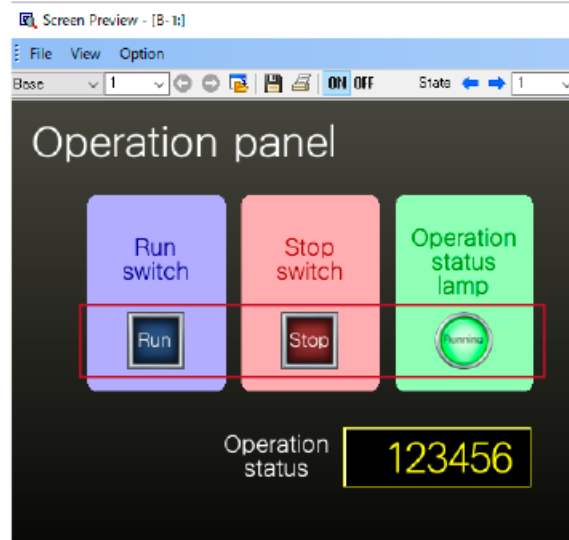 Screen Preview - [B-1:]
File View Option
Base 1 ON OFF State 1
Operation panel
Run
switch
Stop
switch
Operation
status
lamp
Run
Stop
Running
Operation
status
123456